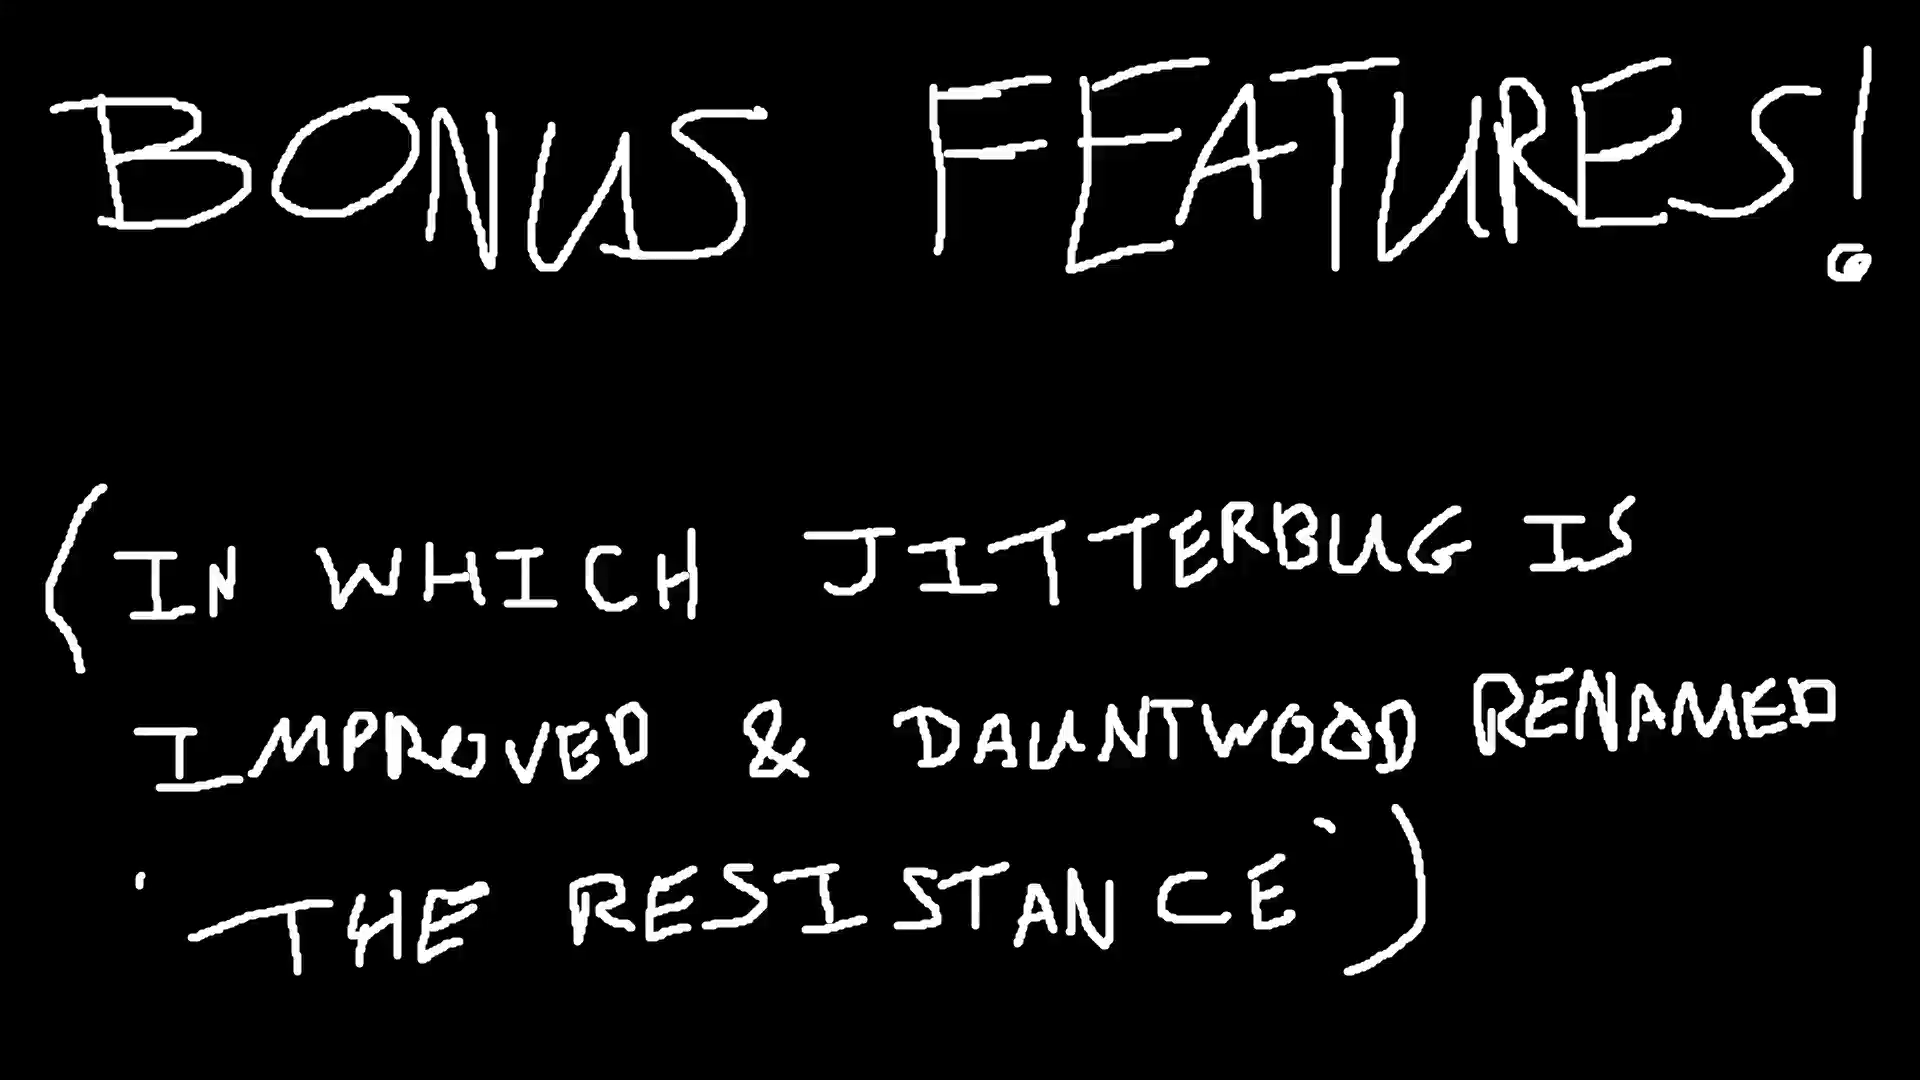 BONUS FEATURES!
(IN WHICH JITTERBUG IS
IMPROVED & DAUNTWOOD RENAMED
'THE RESISTANCE')